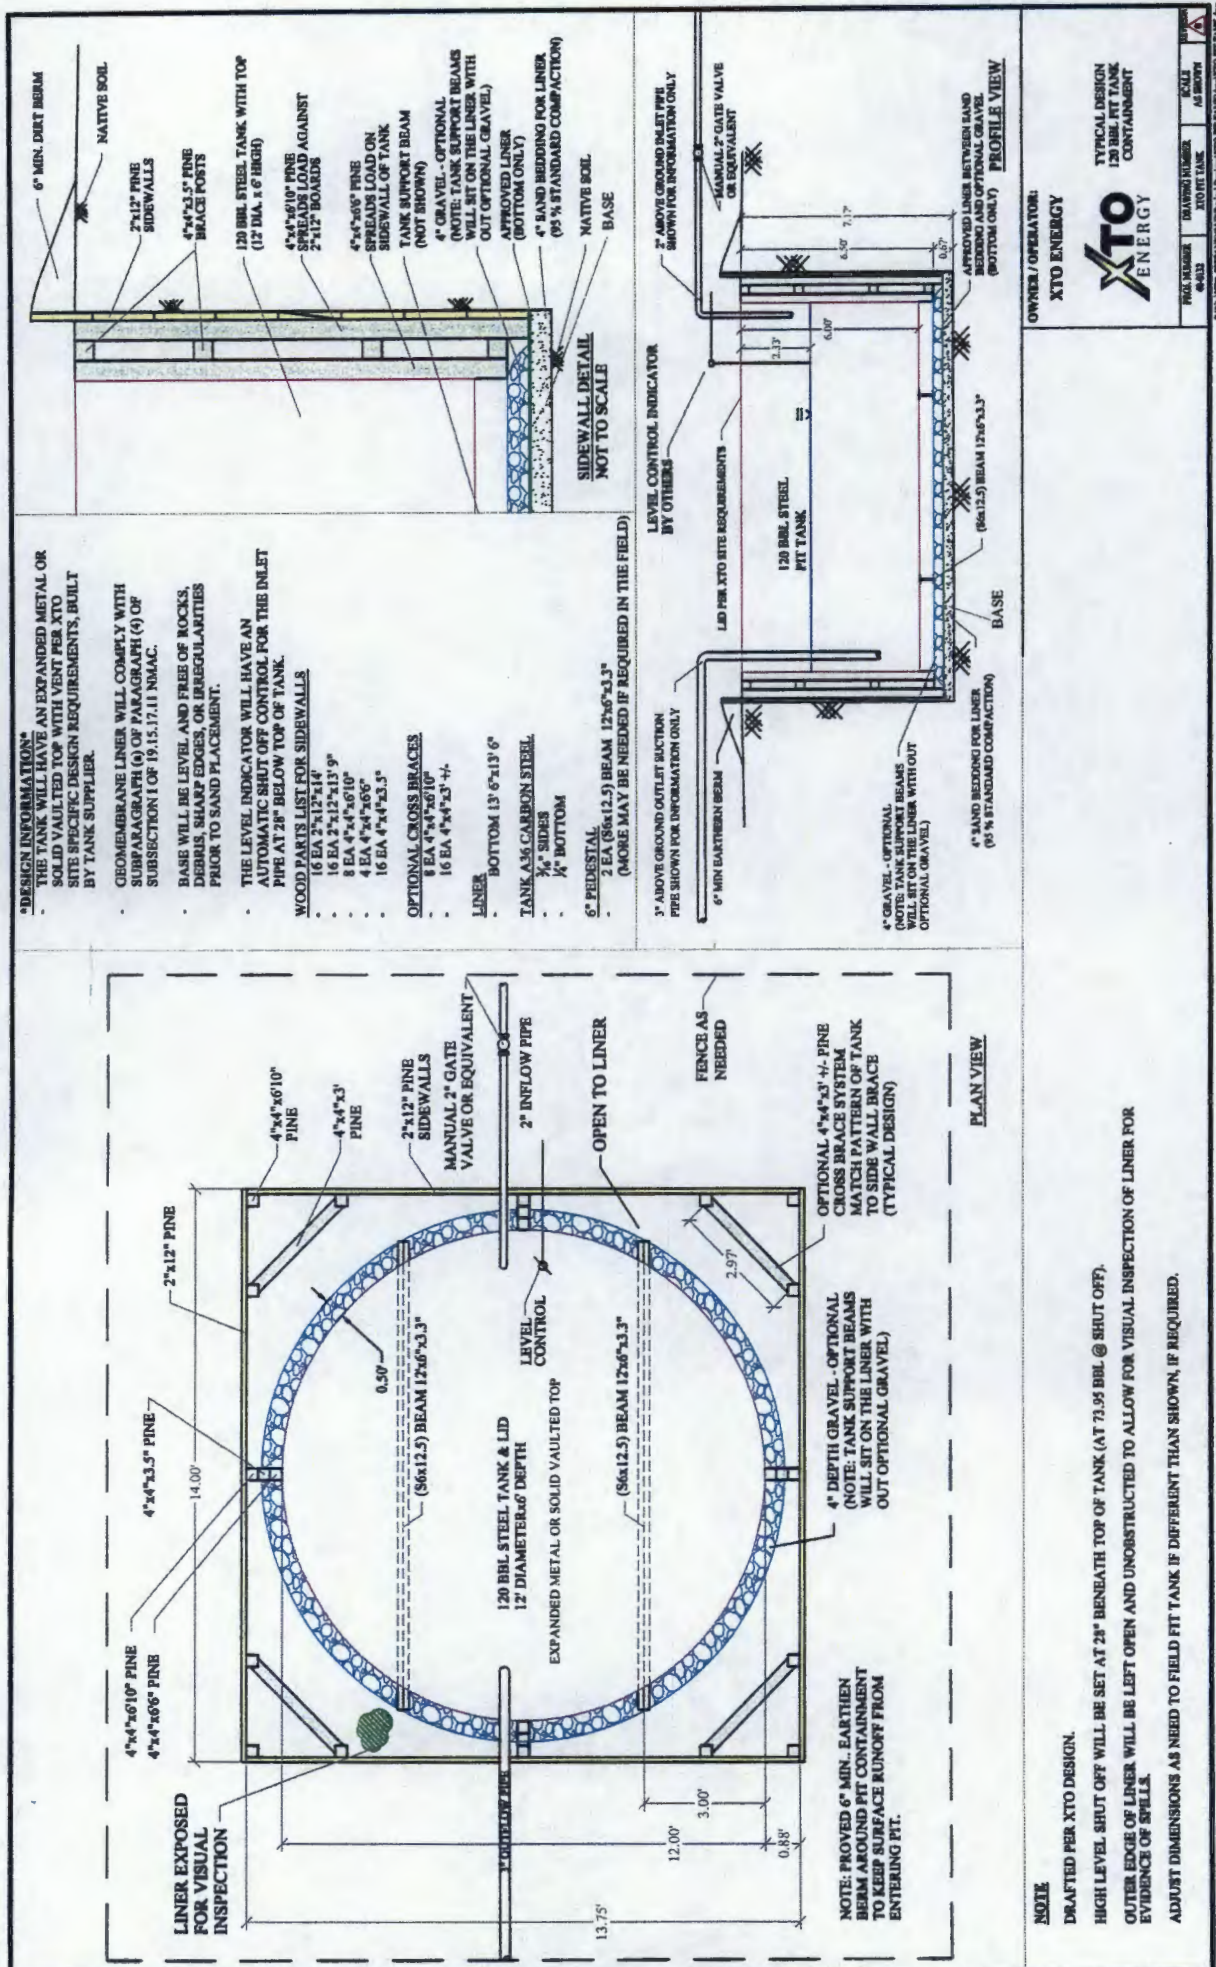 *DESIGN INFORMATION*
- THE TANK WILL HAVE AN EXPANDED METAL OR
SOLID VAULTED TOP WITH VENT PER XTO
SITE SPECIFIC DESIGN REQUIREMENTS, BUILT
BY TANK SUPPLIER.
- GEOMEMBRANE LINER WILL COMPLY WITH
SUBPARAGRAPH (a) OF PARAGRAPH (4) OF
SUBSECTION I OF 19.15.17.11 NMAC.
- BASE WILL BE LEVEL AND FREE OF ROCKS,
DEBRIS, SHARP EDGES, OR IRREGULARITIES
PRIOR TO SAND PLACEMENT.
- THE LEVEL INDICATOR WILL HAVE AN
AUTOMATIC SHUT OFF CONTROL FOR THE INLET
PIPE AT 28" BELOW TOP OF TANK.
WOOD PARTS LIST FOR SIDEWALLS
- 16 EA 2"x12"x14'
- 16 EA 2"x12"x13' 9"
- 8 EA 4"x4"x6'10"
- 4 EA 4"x4"x6'6"
- 16 EA 4"x4"x3.5"
OPTIONAL CROSS BRACES
- 8 EA 4"x4"x6'10"
- 16 EA 4"x4"x3' +/-
LINER
- BOTTOM 13' 6"x13' 6"
TANK A36 CARBON STEEL
- 3/16" SIDES
- 1/4" BOTTOM
6" PEDESTAL
- 2 EA (S6x12.5) BEAM 12'x6"x3.3"
(MORE MAY BE NEEDED IF REQUIRED IN THE FIELD)
6" MIN. DIRT BERM
NATIVE SOIL
2"x12" PINE
SIDEWALLS
4"x4"x3.5" PINE
BRACE POSTS
120 BBL STEEL TANK WITH TOP
(12' DIA. 6' HIGH)
4"x4"x6'10" PINE
SPREADS LOAD AGAINST
2"x12" BOARDS
4"x4"x6'6" PINE
SPREADS LOAD ON
SIDEWALL OF TANK
TANK SUPPORT BEAM
(NOT SHOWN)
4" GRAVEL - OPTIONAL
(NOTE: TANK SUPPORT BEAMS
WILL SIT ON THE LINER WITH
OUT OPTIONAL GRAVEL)
APPROVED LINER
(BOTTOM ONLY)
4" SAND BEDDING FOR LINER
(95 % STANDARD COMPACTION)
NATIVE SOIL
BASE
SIDEWALL DETAIL
NOT TO SCALE
LINER EXPOSED
FOR VISUAL
INSPECTION
4"x4"x6'10" PINE
4"x4"x6'6" PINE
4"x4"x3.5" PINE
14.00'
2"x12" PINE
4"x4"x6'10"
PINE
4"x4"x3'
PINE
2"x12" PINE
SIDEWALLS
MANUAL 2" GATE
VALVE OR EQUIVALENT
2" INFLOW PIPE
OPEN TO LINER
FENCE AS
NEEDED
0.50'
(S6x12.5) BEAM 12'x6"x3.3"
LEVEL
CONTROL
120 BBL STEEL TANK & LID
12' DIAMETERx6' DEPTH
EXPANDED METAL OR SOLID VAULTED TOP
(S6x12.5) BEAM 12'x6"x3.3"
2.97'
3.00'
12.00'
0.88'
13.75'
OPTIONAL 4"x4"x3' +/- PINE
CROSS BRACE SYSTEM
MATCH PATTERN OF TANK
TO SIDE WALL BRACE
(TYPICAL DESIGN)
4" DEPTH GRAVEL - OPTIONAL
(NOTE: TANK SUPPORT BEAMS
WILL SIT ON THE LINER WITH
OUT OPTIONAL GRAVEL)
NOTE: PROVED 6" MIN.. EARTHEN
BERM AROUND PIT CONTAINMENT
TO KEEP SURFACE RUNOFF FROM
ENTERING PIT.
PLAN VIEW
3" ABOVE GROUND OUTLET SUCTION
PIPE SHOWN FOR INFORMATION ONLY
6" MIN EARTHERN BERM
LEVEL CONTROL INDICATOR
BY OTHERS
2" ABOVE GROUND INLET PIPE
SHOWN FOR INFORMATION ONLY
MANUAL 2" GATE VALVE
OR EQUIVALENT
LID PER XTO SITE REQUIREMENTS
120 BBL STEEL
PIT TANK
2.33'
6.00'
6.50'
0.67'
7.17'
4" GRAVEL - OPTIONAL
(NOTE: TANK SUPPORT BEAMS
WILL SIT ON THE LINER WITH OUT
OPTIONAL GRAVEL)
4" SAND BEDDING FOR LINER
(95 % STANDARD COMPACTION)
BASE
(S6x12.5) BEAM 12'x6"x3.3"
APPROVED LINER BETWEEN SAND
BEDDING AND OPTIONAL GRAVEL
(BOTTOM ONLY)
PROFILE VIEW
NOTE
DRAFTED PER XTO DESIGN.
HIGH LEVEL SHUT OFF WILL BE SET AT 28" BENEATH TOP OF TANK (AT 73.95 BBL @ SHUT OFF).
OUTER EDGE OF LINER WILL BE LEFT OPEN AND UNOBSTRUCTED TO ALLOW FOR VISUAL INSPECTION OF LINER FOR
EVIDENCE OF SPILLS.
ADJUST DIMENSIONS AS NEED TO FIELD FIT TANK IF DIFFERENT THAN SHOWN, IF REQUIRED.
OWNER / OPERATOR:
XTO ENERGY
XTO
ENERGY
TYPICAL DESIGN
120 BBL PIT TANK
CONTAINMENT
DRAWING NUMBER
SCALE
AS SHOWN